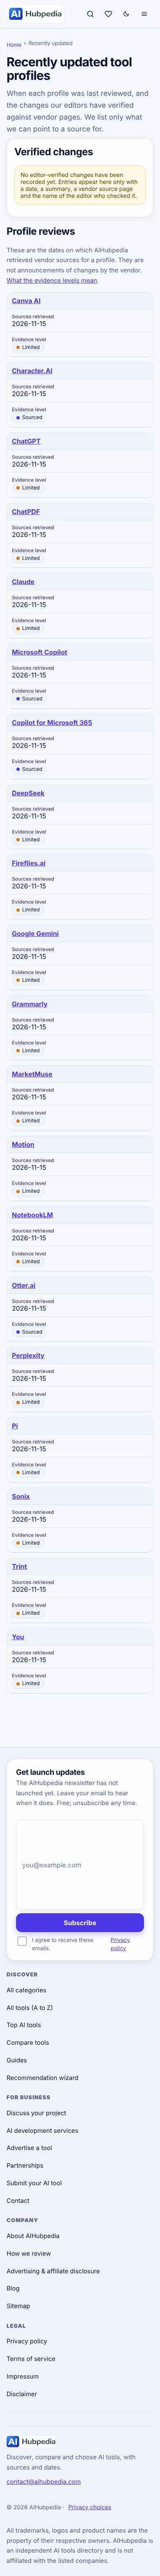 AI Hubpedia
Home › Recently updated
Recently updated tool
profiles
When each profile was last reviewed, and
the changes our editors have verified
against vendor pages. We list only what
we can point to a source for.
Verified changes
No editor-verified changes have been
recorded yet. Entries appear here only with
a date, a summary, a vendor source page
and the name of the editor who checked it,
Profile reviews
These are the dates on which AIHubpedia
retrieved vendor sources for a profile. They are
not announcements of changes by the vendor.
What the evidence levels mean.
Canva AI
Sources retrieved
2026-11-15
Evidence level
Limited
Character.AI
Sources retrieved
2026-11-15
Evidence level
Sourced
ChatGPT
Sources retrieved
2026-11-15
Evidence level
Limited
ChatPDF
Sources retrieved
2026-11-15
Evidence level
Limited
Claude
Sources retrieved
2026-11-15
Evidence level
Limited
Microsoft Copilot
Sources retrieved
2026-11-15
Evidence level
Sourced
Copilot for Microsoft 365
Sources retrieved
2026-11-15
Evidence level
Sourced
DeepSeek
Sources retrieved
2026-11-15
Evidence level
Limited
Fireflies.ai
Sources retrieved
2026-11-15
Evidence level
Limited
Google Gemini
Sources retrieved
2026-11-15
Evidence level
Limited
Grammarly
Sources retrieved
2026-11-15
Evidence level
Limited
MarketMuse
Sources retrieved
2026-11-15
Evidence level
Limited
Motion
Sources retrieved
2026-11-15
Evidence level
Limited
NotebookLM
Sources retrieved
2026-11-15
Evidence level
Limited
Otter.ai
Sources retrieved
2026-11-15
Evidence level
Sourced
Perplexity
Sources retrieved
2026-11-15
Evidence level
Limited
Pi
Sources retrieved
2026-11-15
Evidence level
Limited
Sonix
Sources retrieved
2026-11-15
Evidence level
Limited
Trint
Sources retrieved
2026-11-15
Evidence level
Limited
You
Sources retrieved
2026-11-15
Evidence level
Limited
Get launch updates
The AIHubpedia newsletter has not
launched yet. Leave your email to hear
when it does. Free; unsubscribe any time.
you@example.com
Subscribe
I agree to receive these emails.
Privacy policy
DISCOVER
All categories
All tools (A to Z)
Top AI tools
Compare tools
Guides
Recommendation wizard
FOR BUSINESS
Discuss your project
AI development services
Advertise a tool
Partnerships
Submit your AI tool
Contact
COMPANY
About AIHubpedia
How we review
Advertising & affiliate disclosure
Blog
Sitemap
LEGAL
Privacy policy
Terms of service
Impressum
Disclaimer
AI Hubpedia
Discover, compare and choose AI tools, with
sources and dates.
contact@aihubpedia.com
© 2026 AIHubpedia · Privacy choices
All trademarks, logos and product names are the
property of their respective owners. AIHubpedia is
an independent AI tools directory and is not
affiliated with the listed companies.